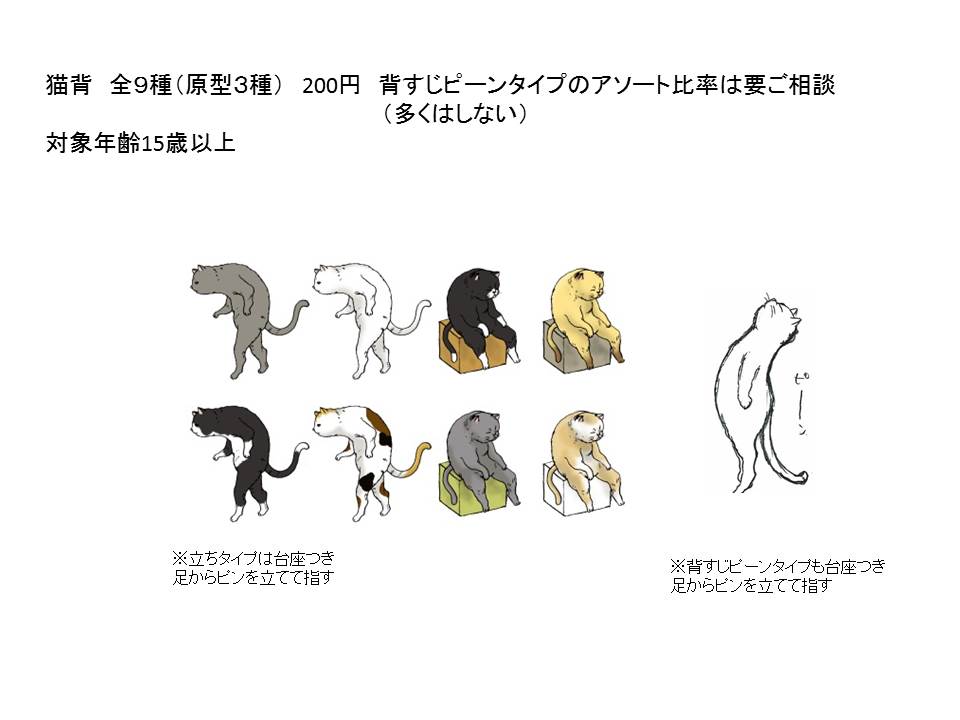 猫背　全９種（原型３種）　200円　背すじピーンタイプのアソート比率は要ご相談
（多くはしない）
対象年齢15歳以上
ピーン
※立ちタイプは台座つき
足からピンを立てて指す
※背すじピーンタイプも台座つき
足からピンを立てて指す